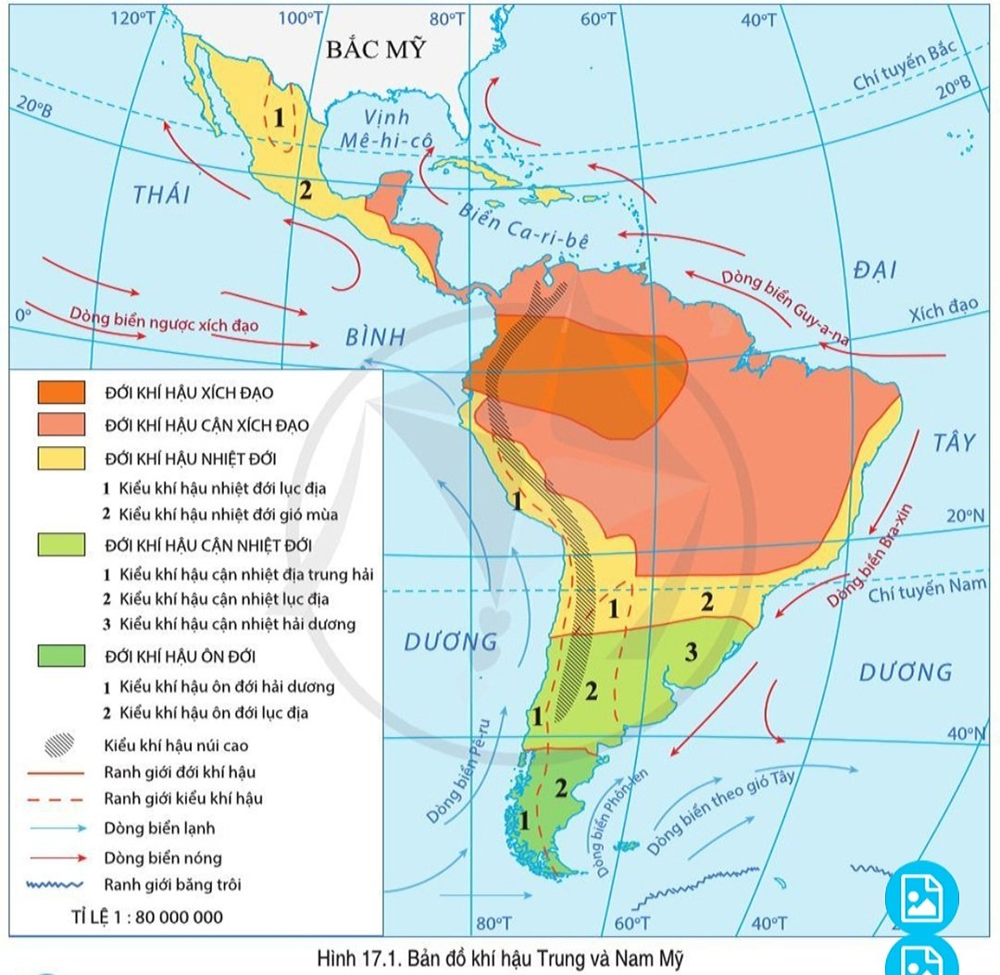 120°T
100°T
80°T
60°T
40°T
BẮC MỸ
Chí tuyến Bắc
20°B
20°B
Vịnh
Mê-hi-cô
1
2
THÁI
Biển Ca-ri-bê
ĐẠI
Dòng biển Guy-a-na
Xích đạo
0°
Dòng biển ngược xích đạo
BÌNH
ĐỚI KHÍ HẬU XÍCH ĐẠO
ĐỚI KHÍ HẬU CẬN XÍCH ĐẠO
ĐỚI KHÍ HẬU NHIỆT ĐỚI
1 Kiểu khí hậu nhiệt đới lục địa
2 Kiểu khí hậu nhiệt đới gió mùa
ĐỚI KHÍ HẬU CẬN NHIỆT ĐỚI
1 Kiểu khí hậu cận nhiệt địa trung hải
2 Kiểu khí hậu cận nhiệt lục địa
3 Kiểu khí hậu cận nhiệt hải dương
ĐỚI KHÍ HẬU ÔN ĐỚI
1 Kiểu khí hậu ôn đới hải dương
2 Kiểu khí hậu ôn đới lục địa
Kiểu khí hậu núi cao
Ranh giới đới khí hậu
Ranh giới kiểu khí hậu
Dòng biển lạnh
Dòng biển nóng
Ranh giới băng trôi
TỈ LỆ 1 : 80 000 000
TÂY
1
20°N
Dòng biển Bra-xin
Chí tuyến Nam
1
2
DƯƠNG
3
DƯƠNG
2
1
40°N
Dòng biển Pê-ru
2
1
Dòng biển Phôn-len
Dòng biển theo gió Tây
80°T
60°T
40°T
Hình 17.1. Bản đồ khí hậu Trung và Nam Mỹ